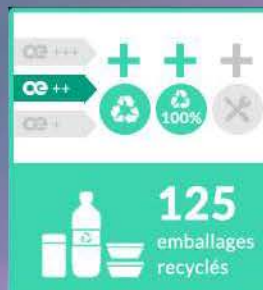 œ +++
œ ++
œ +
+ + +
100%
125
emballages
recyclés